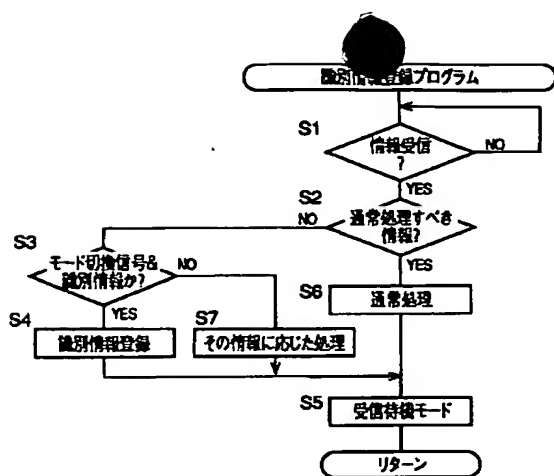 識別情報登録プログラム
S1
情報受信
?
NO
YES
S2
通常処理すべき
情報?
NO
YES
S3
モード切換信号&
識別情報か?
NO
YES
S6
通常処理
S4
識別情報登録
S7
その情報に応じた処理
S5
受信待機モード
リターン